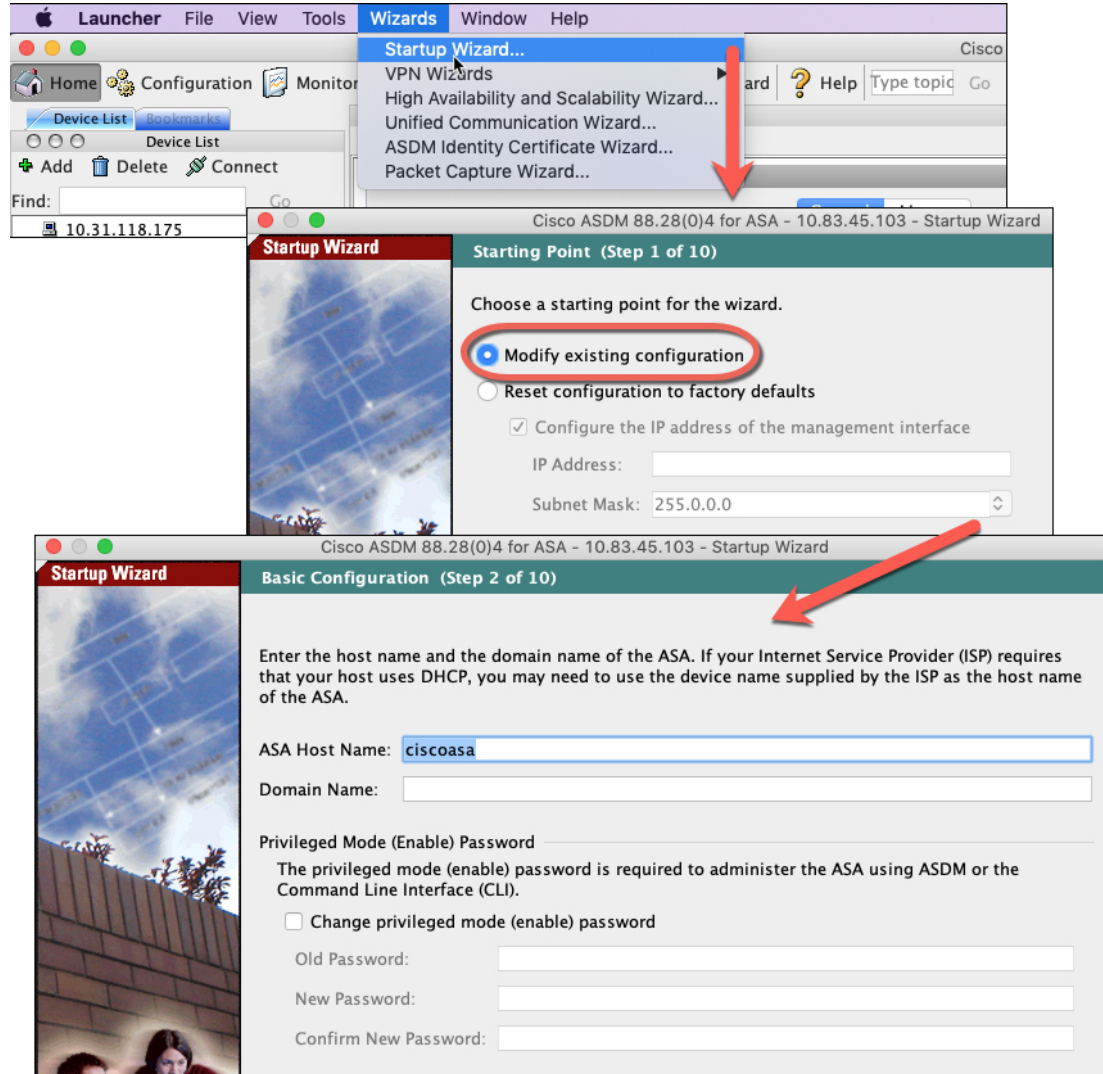 Launcher File View Tools Wizards Window Help
Startup Wizard...
VPN Wizards
High Availability and Scalability Wizard...
Unified Communication Wizard...
ASDM Identity Certificate Wizard...
Packet Capture Wizard...
Cisco
Home Configuration Monitor ard Help Type topic Go
Device List Bookmarks
Device List
Add Delete Connect
Find: Go
10.31.118.175
Cisco ASDM 88.28(0)4 for ASA - 10.83.45.103 - Startup Wizard
Startup Wizard
Starting Point (Step 1 of 10)
Choose a starting point for the wizard.
Modify existing configuration
Reset configuration to factory defaults
Configure the IP address of the management interface
IP Address:
Subnet Mask: 255.0.0.0
Cisco ASDM 88.28(0)4 for ASA - 10.83.45.103 - Startup Wizard
Startup Wizard
Basic Configuration (Step 2 of 10)
Enter the host name and the domain name of the ASA. If your Internet Service Provider (ISP) requires
that your host uses DHCP, you may need to use the device name supplied by the ISP as the host name
of the ASA.
ASA Host Name: ciscoasa
Domain Name:
Privileged Mode (Enable) Password
The privileged mode (enable) password is required to administer the ASA using ASDM or the
Command Line Interface (CLI).
Change privileged mode (enable) password
Old Password:
New Password:
Confirm New Password: